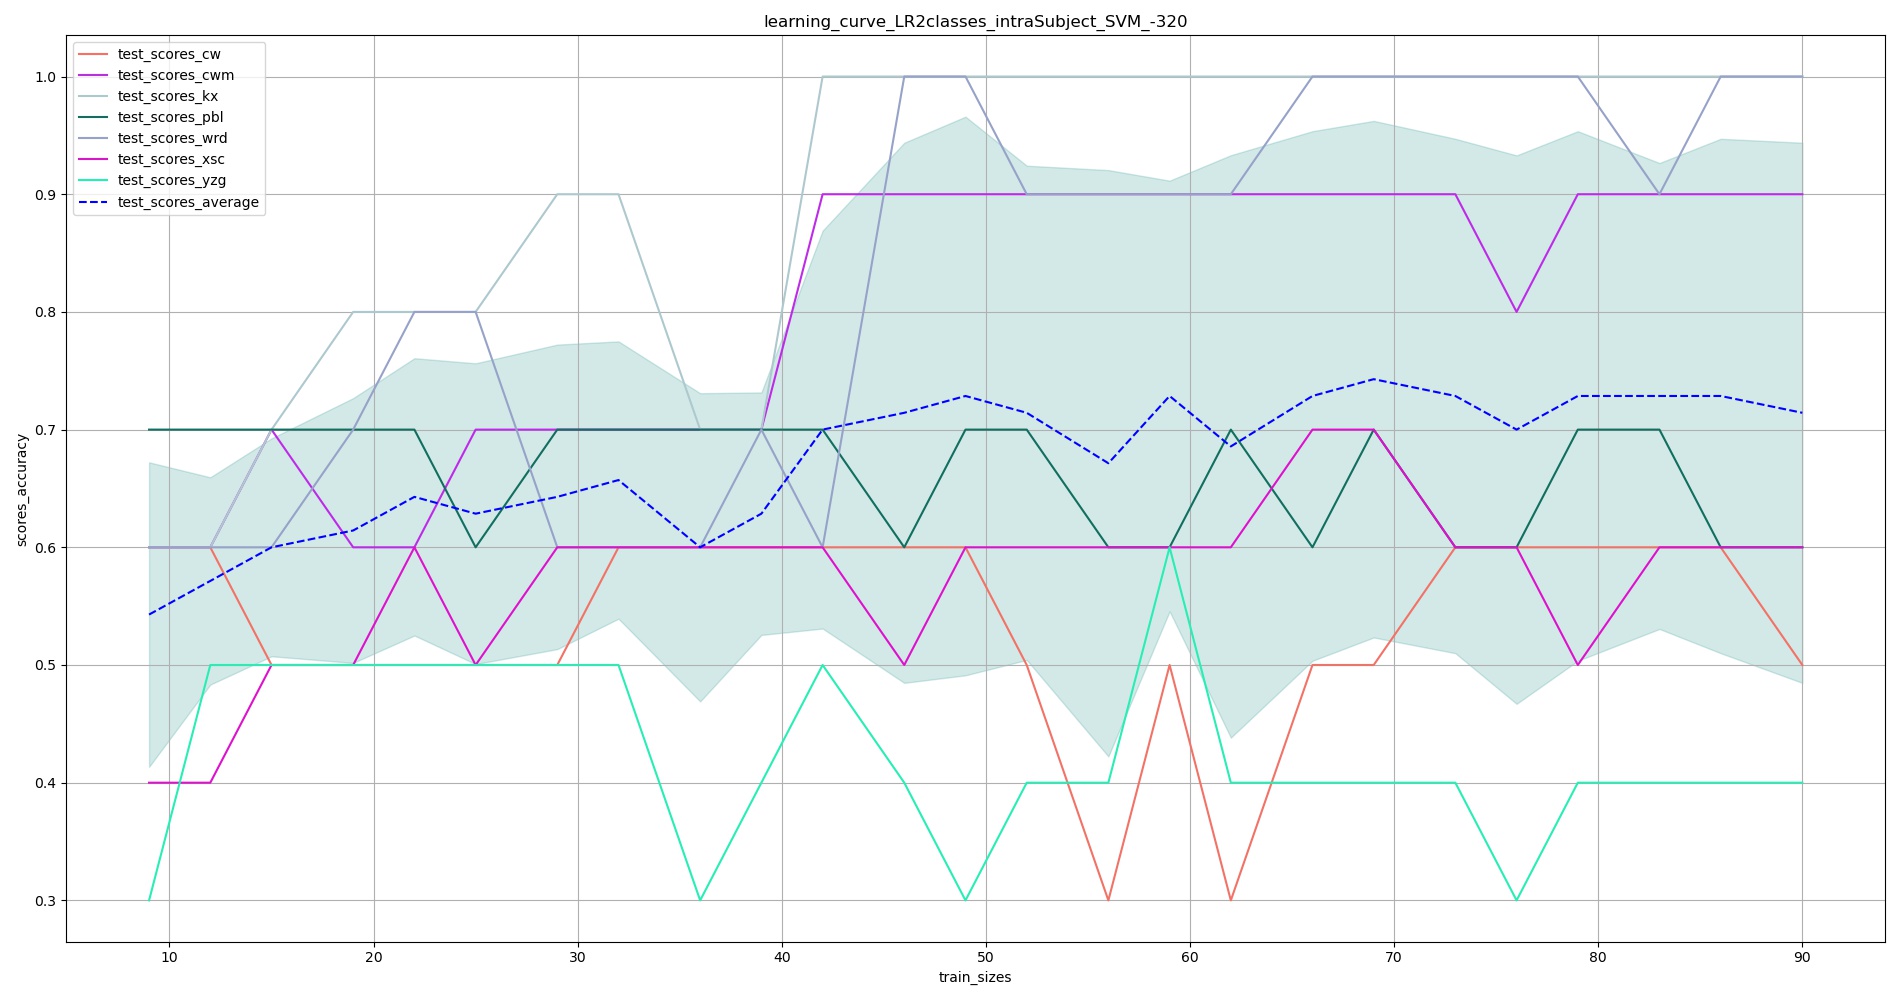 learning_curve_LR2classes_intraSubject_SVM_-320
test_scores_cw
test_scores_cwm
test_scores_kx
test_scores_pbl
test_scores_wrd
test_scores_xsc
test_scores_yzg
test_scores_average
scores_accuracy
1.0
0.9
0.8
0.7
0.6
0.5
0.4
0.3
10 20 30 40 50 60 70 80 90
train_sizes